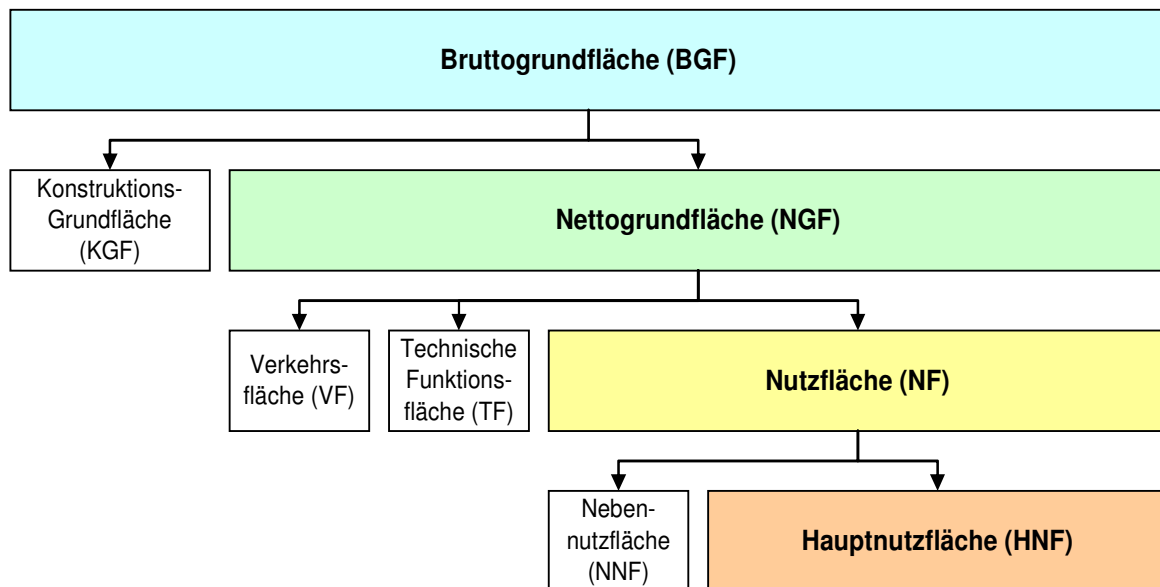 Bruttogrundfläche (BGF)
Konstruktions-
Grundfläche
(KGF)
Nettogrundfläche (NGF)
Verkehrs-
fläche (VF)
Technische
Funktions-
fläche (TF)
Nutzfläche (NF)
Neben-
nutzfläche
(NNF)
Hauptnutzfläche (HNF)